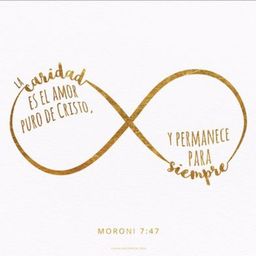 LA
caridad
ES EL AMOR
PURO DE CRISTO,
Y PERMANECE
PARA
siempre
MORONI 7:47